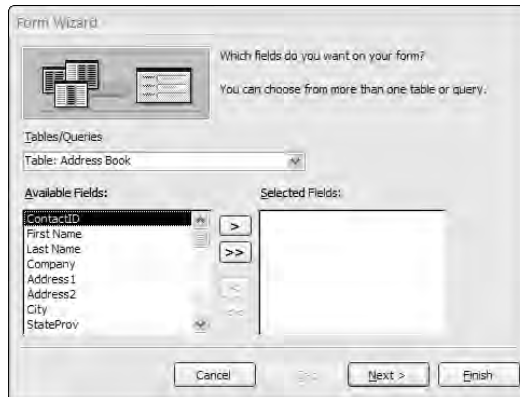 Form Wizard
Which fields do you want on your form?
You can choose from more than one table or query.
Tables/Queries
Table: Address Book
Available Fields:
Selected Fields:
ContactID
First Name
Last Name
Company
Address1
Address2
City
StateProv
>
>>
<
<<
Cancel
Next >
Finish